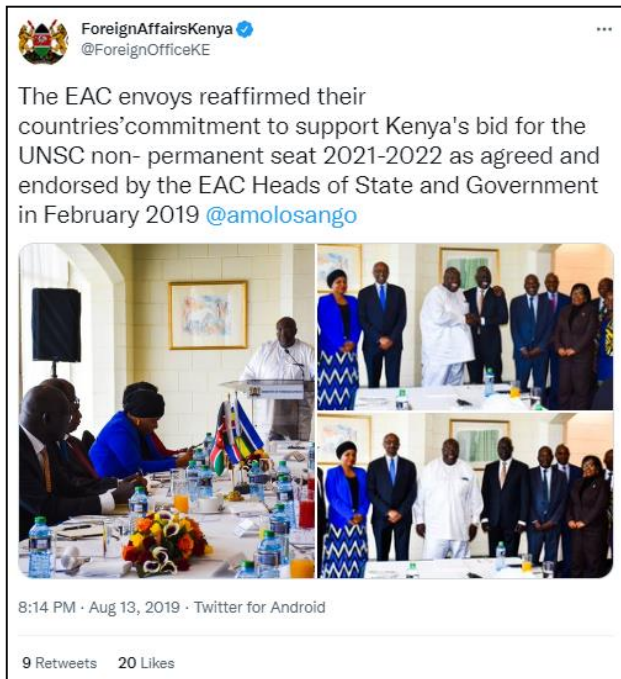 ForeignAffairsKenya
@ForeignOfficeKE
The EAC envoys reaffirmed their
countries’commitment to support Kenya's bid for the
UNSC non- permanent seat 2021-2022 as agreed and
endorsed by the EAC Heads of State and Government
in February 2019 @amolosango
8:14 PM · Aug 13, 2019 · Twitter for Android
9 Retweets 20 Likes